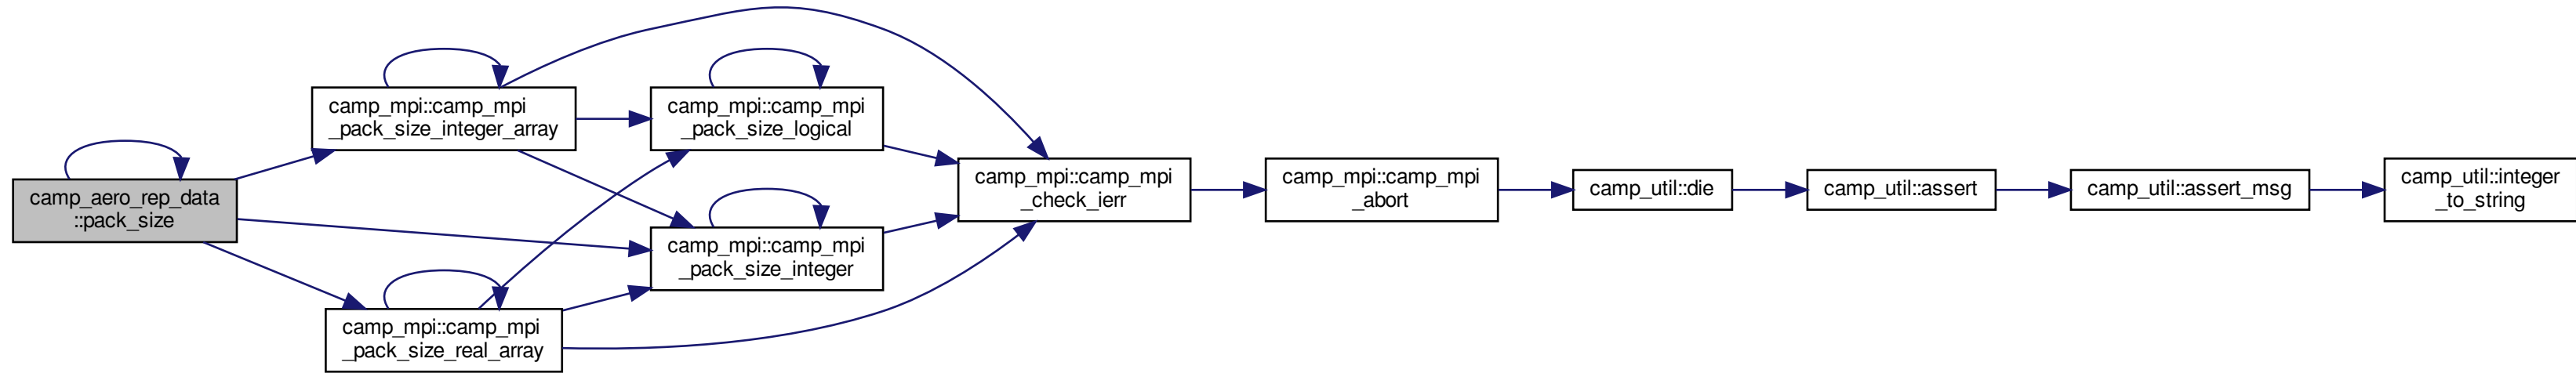 camp_aero_rep_data
::pack_size
camp_mpi::camp_mpi
_pack_size_integer_array
camp_mpi::camp_mpi
_pack_size_real_array
camp_mpi::camp_mpi
_pack_size_logical
camp_mpi::camp_mpi
_pack_size_integer
camp_mpi::camp_mpi
_check_ierr
camp_mpi::camp_mpi
_abort
camp_util::die
camp_util::assert
camp_util::assert_msg
camp_util::integer
_to_string